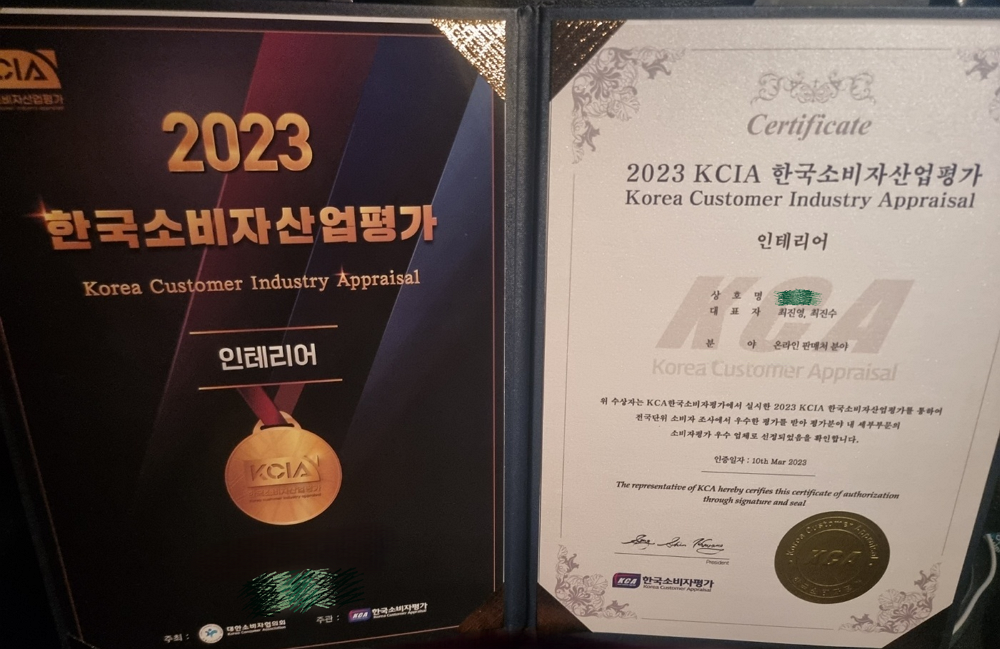 CIA
비자산업평가
2023
한국소비자산업평가
Korea Customer Industry Appraisal
인테리어
KCIA
주최 :
대한소비자협의회
Korea Consumer Association
주관 :
KCA 한국소비자평가
Korea Customer Appraisal
Certificate
2023 KCIA 한국소비자산업평가
Korea Customer Industry Appraisal
인테리어
KCA
Korea Customer Appraisal
상 호 명
대 표 자 최진영, 최진수
분 야 온라인 판매처 분야
위 수상자는 KCA한국소비자평가에서 실시한 2023 KCIA 한국소비자산업평가를 통하여
전국단위 소비자 조사에서 우수한 평가를 받아 평가분야 내 세부부문의
소비자평가 우수 업체로 선정되었음을 확인합니다.
인증일자 : 10th Mar 2023
The representative of KCA hereby cerifies this certificate of authorization
through signature and seal
President
KCA 한국소비자평가
Korea Customer Appraisal
Korea Customer Appraisal
KCA